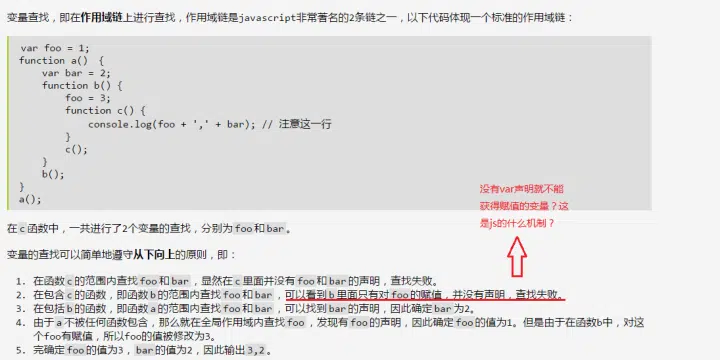 变量查找，即在作用域链上进行查找，作用域链是javascript非常著名的2条链之一，以下代码体现一个标准的作用域链：
var foo = 1;
function a() {
    var bar = 2;
    function b() {
        foo = 3;
        function c() {
            console.log(foo + ',' + bar); // 注意这一行
        }
        c();
    }
    b();
}
a();
没有var声明就不能
获得赋值的变量？这
是js的什么机制？
在c函数中，一共进行了2个变量的查找，分别为foo和bar。
变量的查找可以简单地遵守从下向上的原则，即：
1. 在函数c的范围内查找foo和bar，显然在c里面并没有foo和bar的声明，查找失败。
2. 在包含c的函数，即函数b的范围内查找foo和bar，可以看到b里面只有对foo的赋值，并没有声明，查找失败。
3. 在包括b的函数，即函数a的范围内查找foo和bar，可以找到bar的声明，因此确定bar为2。
4. 由于a不被任何函数包含，那么就在全局作用域内查找foo，发现有foo的声明，因此确定foo的值为1。但是由于在函数b中，对这
个foo有赋值，所以foo的值被修改为3。
5. 完确定foo的值为3，bar的值为2，因此输出3,2。